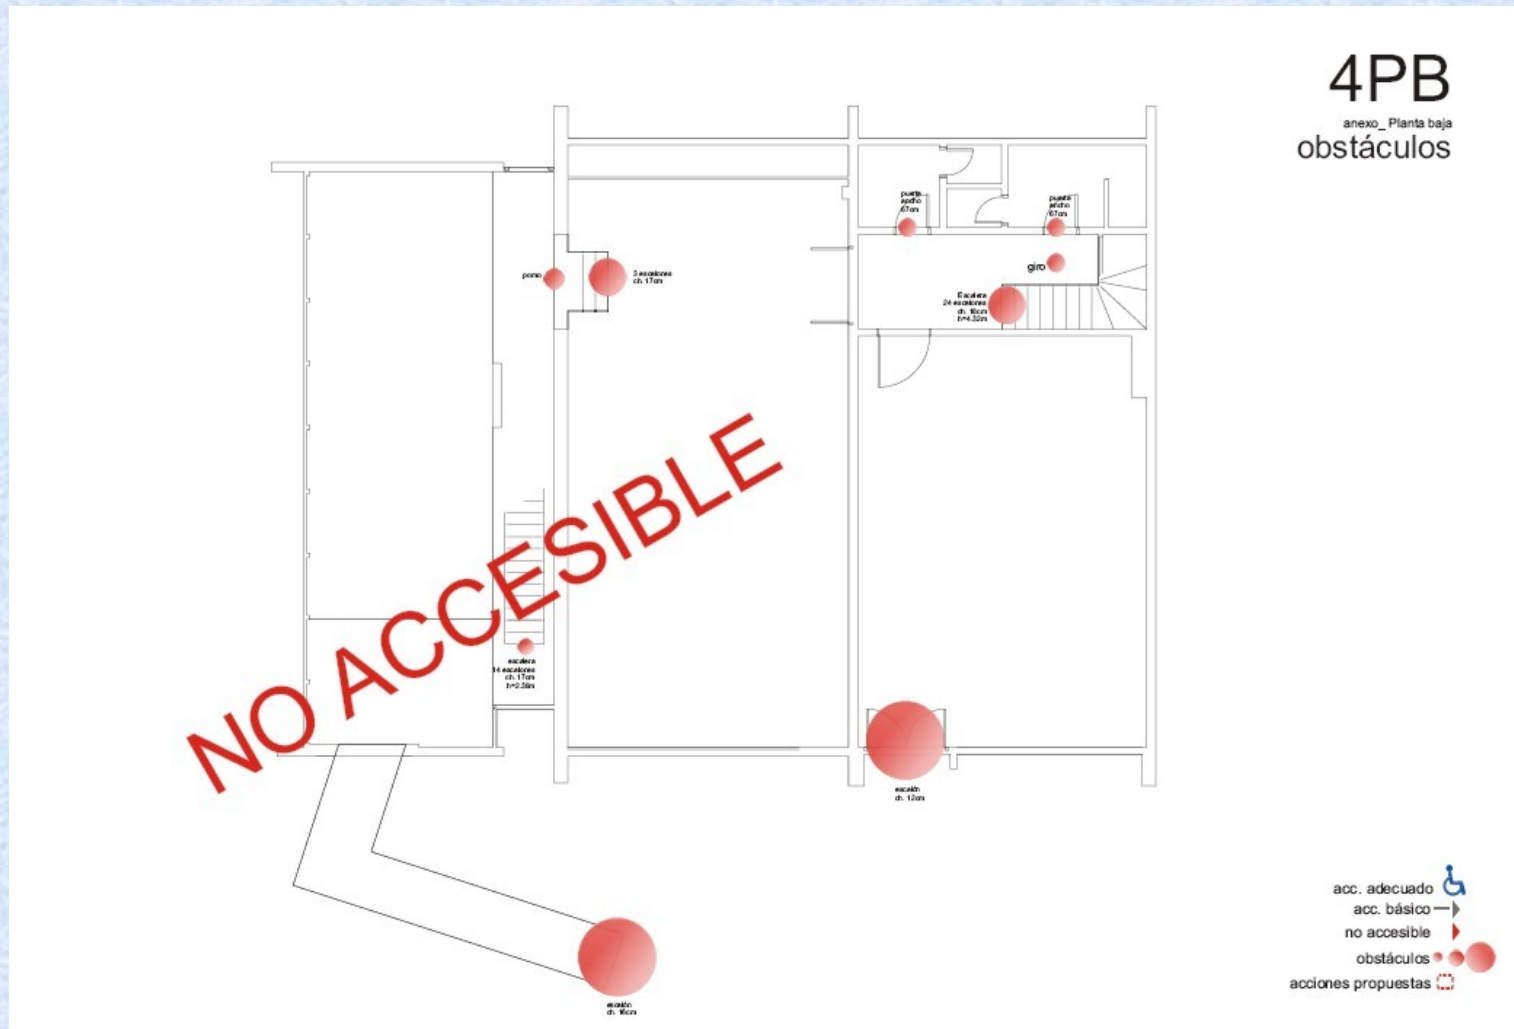 4PB
anexo_ Planta baja
obstáculos
puerta
ancho
67cm
puerta
ancho
67cm
pomo
3 escalones
ch. 17cm
giro
Escalera
24 escalones
ch. 18cm
h=4.32m
NO ACCESIBLE
escalera
14 escalones
ch. 17cm
h=2.38m
escalón
ch. 12cm
escalón
ch. 16cm
acc. adecuado
acc. básico
no accesible
obstáculos
acciones propuestas